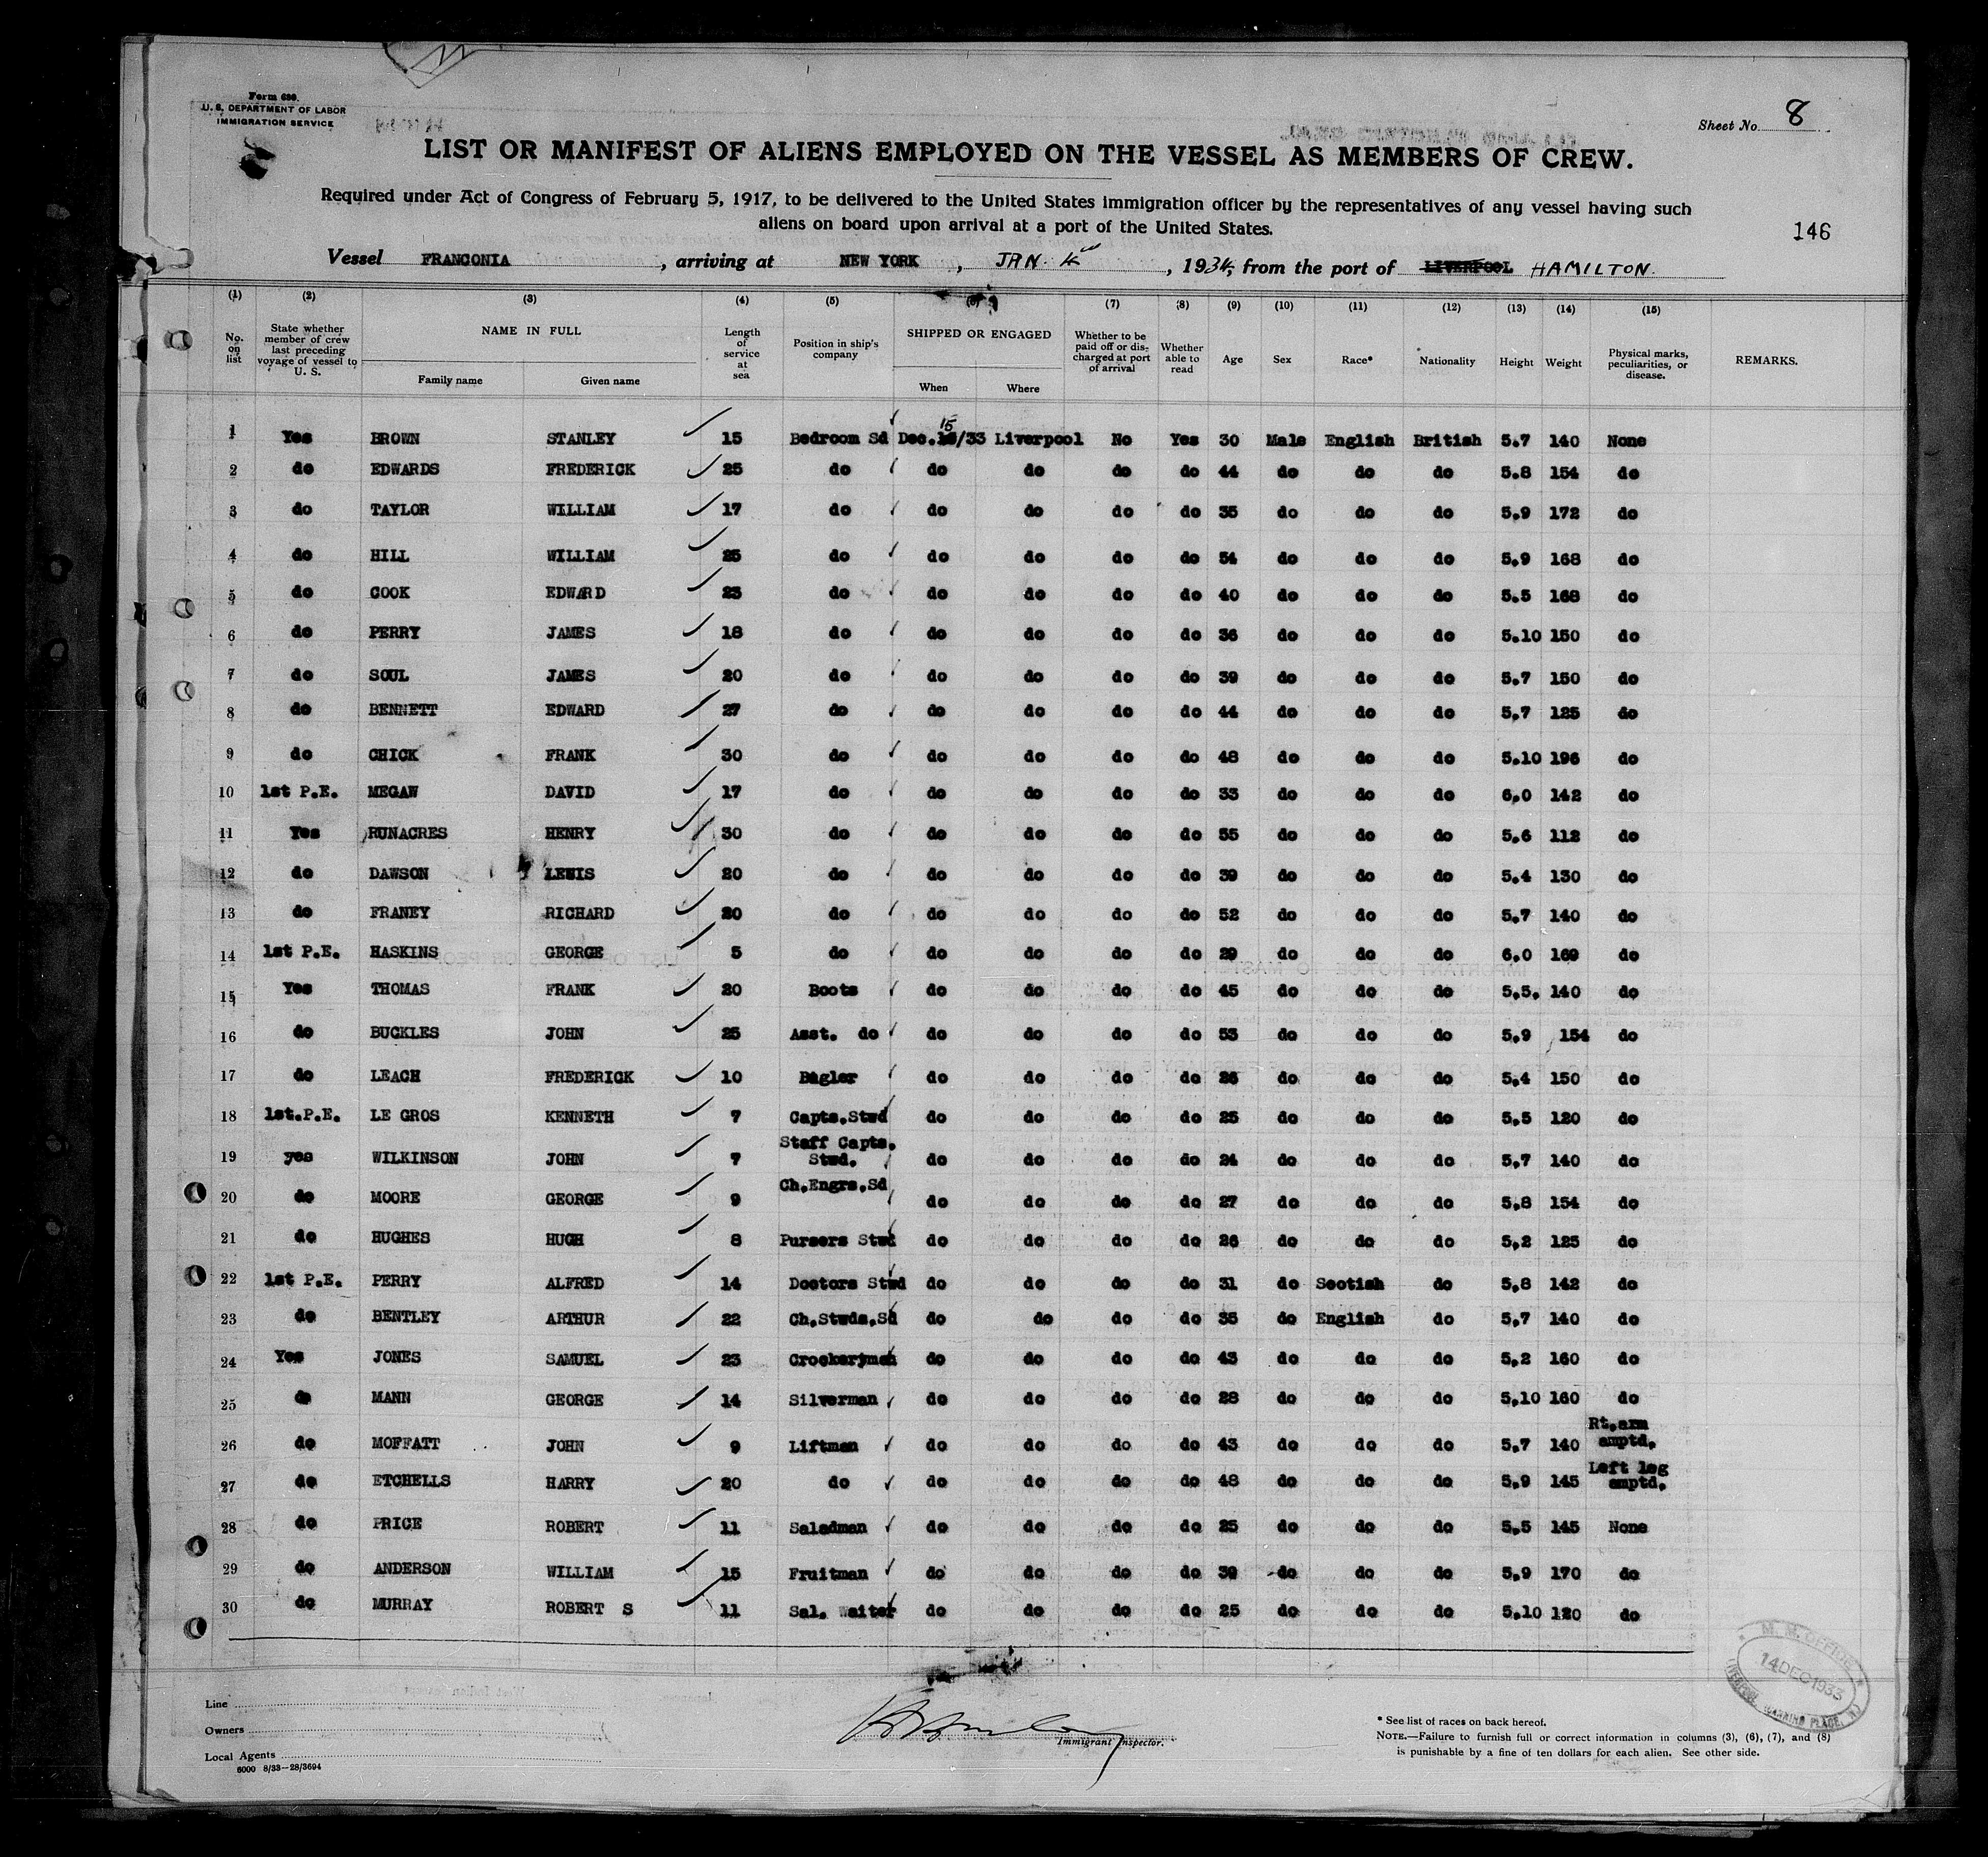 Form 680
U. S. DEPARTMENT OF LABOR
IMMIGRATION SERVICE
Sheet No. 8
LIST OR MANIFEST OF ALIENS EMPLOYED ON THE VESSEL AS MEMBERS OF CREW.
Required under Act of Congress of February 5, 1917, to be delivered to the United States immigration officer by the representatives of any vessel having such
aliens on board upon arrival at a port of the United States.
146
Vessel FRANCONIA, arriving at NEW YORK, JAN. 4, 1934, from the port of LIVERPOOL HAMILTON.
(1) (2) (3) (4) (5) (6) (7) (8) (9) (10) (11) (12) (13) (14) (15)
No. on list State whether member of crew last preceding voyage of vessel to U. S. NAME IN FULL Family name Given name Length of service at sea Position in ship's company SHIPPED OR ENGAGED When Where Whether to be paid off or discharged at port of arrival Whether able to read Age Sex Race* Nationality Height Weight Physical marks, peculiarities, or disease. REMARKS.
15
1 Yes BROWN STANLEY 15 Bedroom Sd Dec. /33 Liverpool No Yes 30 Male English British 5.7 140 None
2 do EDWARDS FREDERICK 25 do do do do do 44 do do do 5.8 154 do
3 do TAYLOR WILLIAM 17 do do do do do 35 do do do 5.9 172 do
4 do HILL WILLIAM 25 do do do do do 54 do do do 5.9 168 do
5 do COOK EDWARD 23 do do do do do 40 do do do 5.5 168 do
6 do PERRY JAMES 18 do do do do do 36 do do do 5.10 150 do
7 do SOUL JAMES 20 do do do do do 39 do do do 5.7 150 do
8 do BENNETT EDWARD 27 do do do do do 44 do do do 5.7 125 do
9 do CHICK FRANK 30 do do do do do 48 do do do 5.10 196 do
10 1st P.E. MEGAW DAVID 17 do do do do do 33 do do do 6.0 142 do
11 Yes RUNACRES HENRY 30 do do do do do 55 do do do 5.6 112 do
12 do DAWSON LEWIS 20 do do do do do 39 do do do 5.4 130 do
13 do FRANEY RICHARD 20 do do do do do 52 do do do 5.7 140 do
14 1st P.E. HASKINS GEORGE 5 do do do do do 29 do do do 6.0 169 do
15 Yes THOMAS FRANK 20 Boots do do do do 45 do do do 5.5. 140 do
16 do BUCKLES JOHN 25 Asst. do do do do do 53 do do do 5.9 154 do
17 do LEACH FREDERICK 10 Bugler do do do do 26 do do do 5.4 150 do
18 1st.P.E. LE GROS KENNETH 7 Capts.Stwd do do do do 25 do do do 5.5 120 do
19 yes WILKINSON JOHN 7 Staff Capts. Stwd. do do do do 24 do do do 5.7 140 do
20 do MOORE GEORGE 9 Ch.Engrs.Sd do do do do 27 do do do 5.8 154 do
21 do HUGHES HUGH 8 Pursers Stwd do do do do 26 do do do 5.2 125 do
22 1st P.E. PERRY ALFRED 14 Doctors Stwd do do do do 31 do Scotish do 5.8 142 do
23 do BENTLEY ARTHUR 22 Ch.Stwds.Sd do do do do 35 do English do 5.7 140 do
24 Yes JONES SAMUEL 23 Crockeryman do do do do 43 do do do 5.2 160 do
25 do MANN GEORGE 14 Silverman do do do do 28 do do do 5.10 160 do
26 do MOFFATT JOHN 9 Liftman do do do do 43 do do do 5.7 140 Rt.arm amptd.
27 do ETCHELLS HARRY 20 do do do do do 48 do do do 5.9 145 Left leg amptd.
28 do PRICE ROBERT 11 Saladman do do do do 25 do do do 5.5 145 None
29 do ANDERSON WILLIAM 15 Fruitman do do do do 39 do do do 5.9 170 do
30 do MURRAY ROBERT S 11 Sal. Waiter do do do do 25 do do do 5.10 120 do
M. M. OFFICE
14 DEC 1933
LIVERPOOL, MANNING PLACE
Line
Owners
Local Agents
6000 8/33—28/3694
Immigrant Inspector.
* See list of races on back hereof.
NOTE.—Failure to furnish full or correct information in columns (3), (6), (7), and (8)
is punishable by a fine of ten dollars for each alien. See other side.